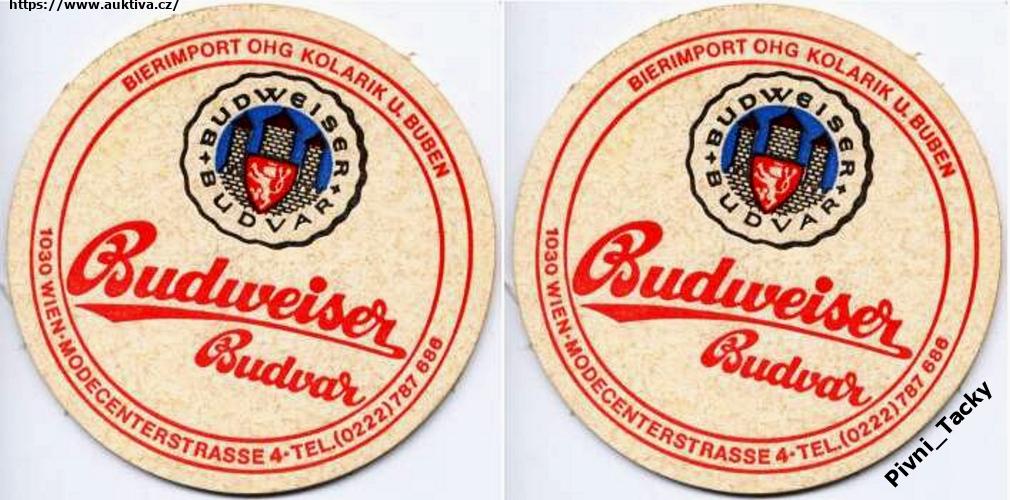 https://www.auktiva.cz/
BIERIMPORT OHG KOLARIK U. BUBEN
BUDWEISER
+ BUDVAR +
Budweiser
Budvar
1030 WIEN·MODECENTERSTRASSE 4·TEL.(0222)787 686
BIERIMPORT OHG KOLARIK U. BUBEN
BUDWEISER
+ BUDVAR +
Budweiser
Budvar
1030 WIEN·MODECENTERSTRASSE 4·TEL.(0222)787 686
Pivni_Tacky